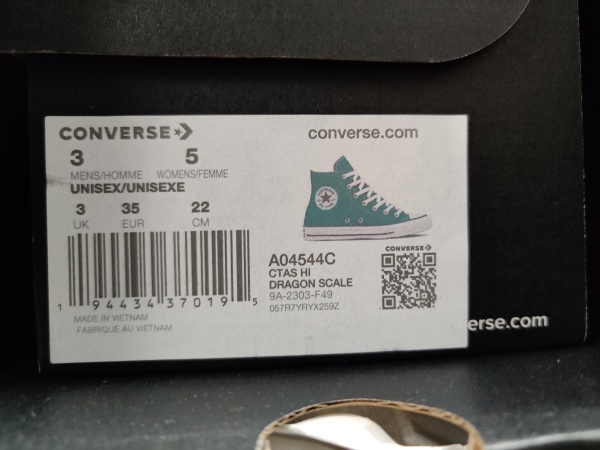 CONVERSE
converse.com
3 5
MENS/HOMME WOMENS/FEMME
UNISEX/UNISEXE
3 35 22
UK EUR CM
CONVERSE
A04544C
CTAS HI
DRAGON SCALE
9A-2303-F49
057R7YRYX259Z
1 94434 37019 5
MADE IN VIETNAM
FABRIQUE AU VIETNAM
erse.com